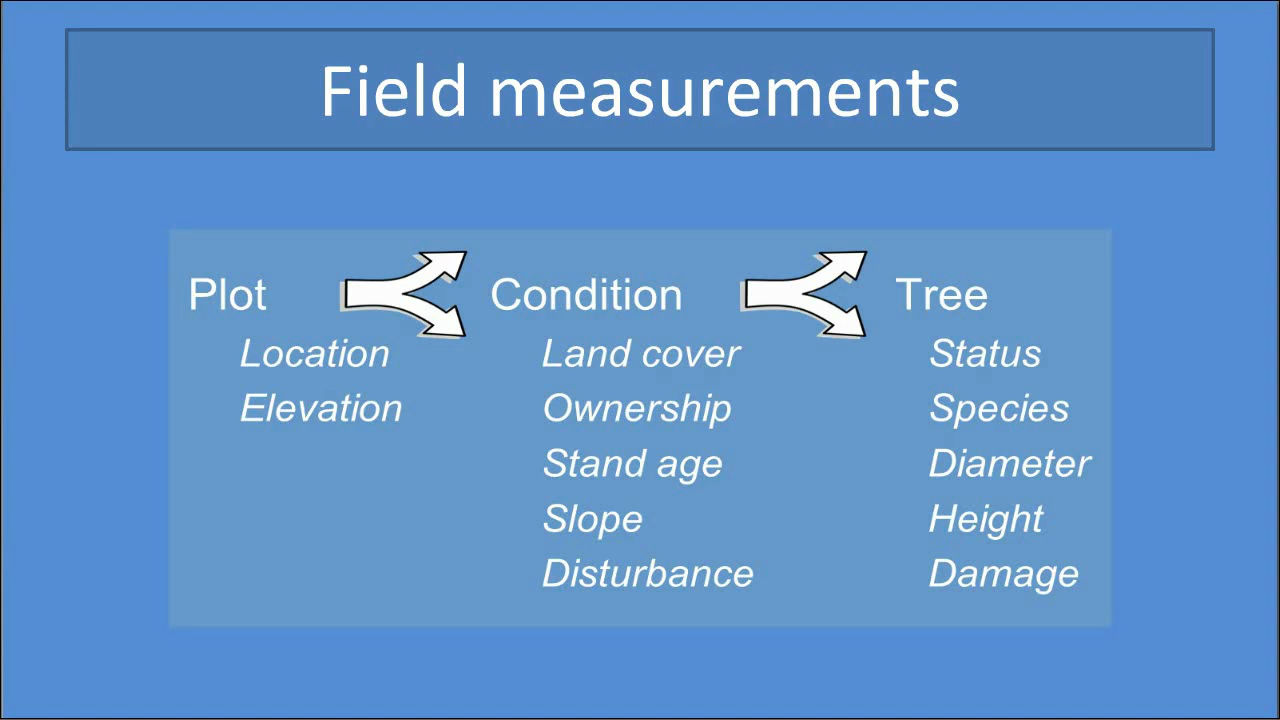 Field measurements
Plot
Location
Elevation
Condition
Land cover
Ownership
Stand age
Slope
Disturbance
Tree
Status
Species
Diameter
Height
Damage